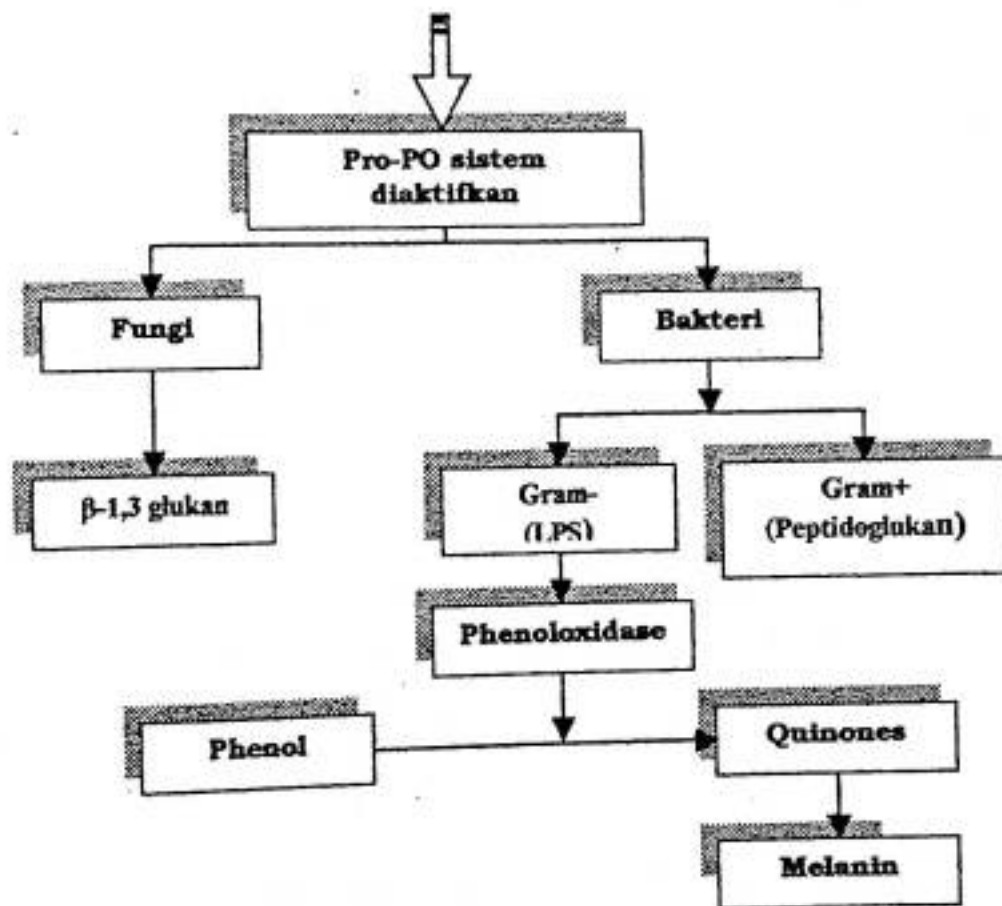 Pro-PO sistem
diaktifkan
Fungi
Bakteri
β-1,3 glukan
Gram-
(LPS)
Gram+
(Peptidoglukan)
Phenoloxidase
Phenol
Quinones
Melanin